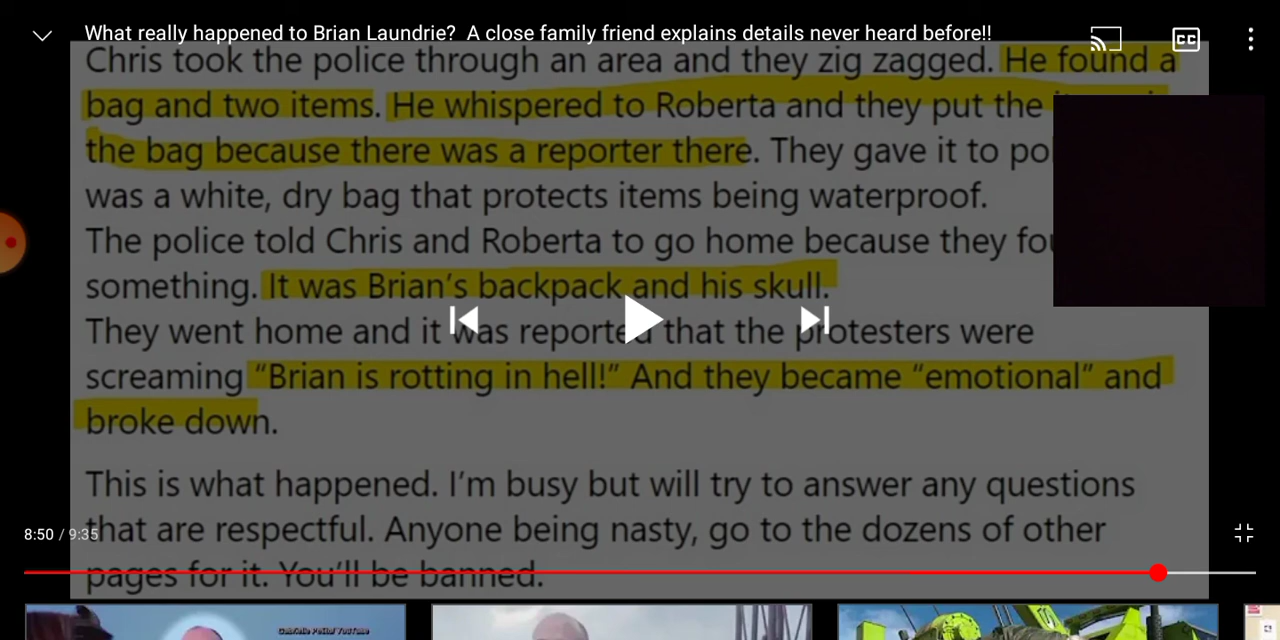 What really happened to Brian Laundrie?  A close family friend explains details never heard before!!
CC
Chris took the police through an area and they zig zagged. He found a
bag and two items. He whispered to Roberta and they put the
the bag because there was a reporter there. They gave it to
was a white, dry bag that protects items being waterproof.
The police told Chris and Roberta to go home because they
something. It was Brian’s backpack and his skull.
They went home and it was reported that the protesters were
screaming “Brian is rotting in hell!” And they became “emotional” and
broke down.
This is what happened. I’m busy but will try to answer any questions
that are respectful. Anyone being nasty, go to the dozens of other
pages for it. You’ll be banned.
8:50 / 9:35
Gabrielle Petito/ YouTube